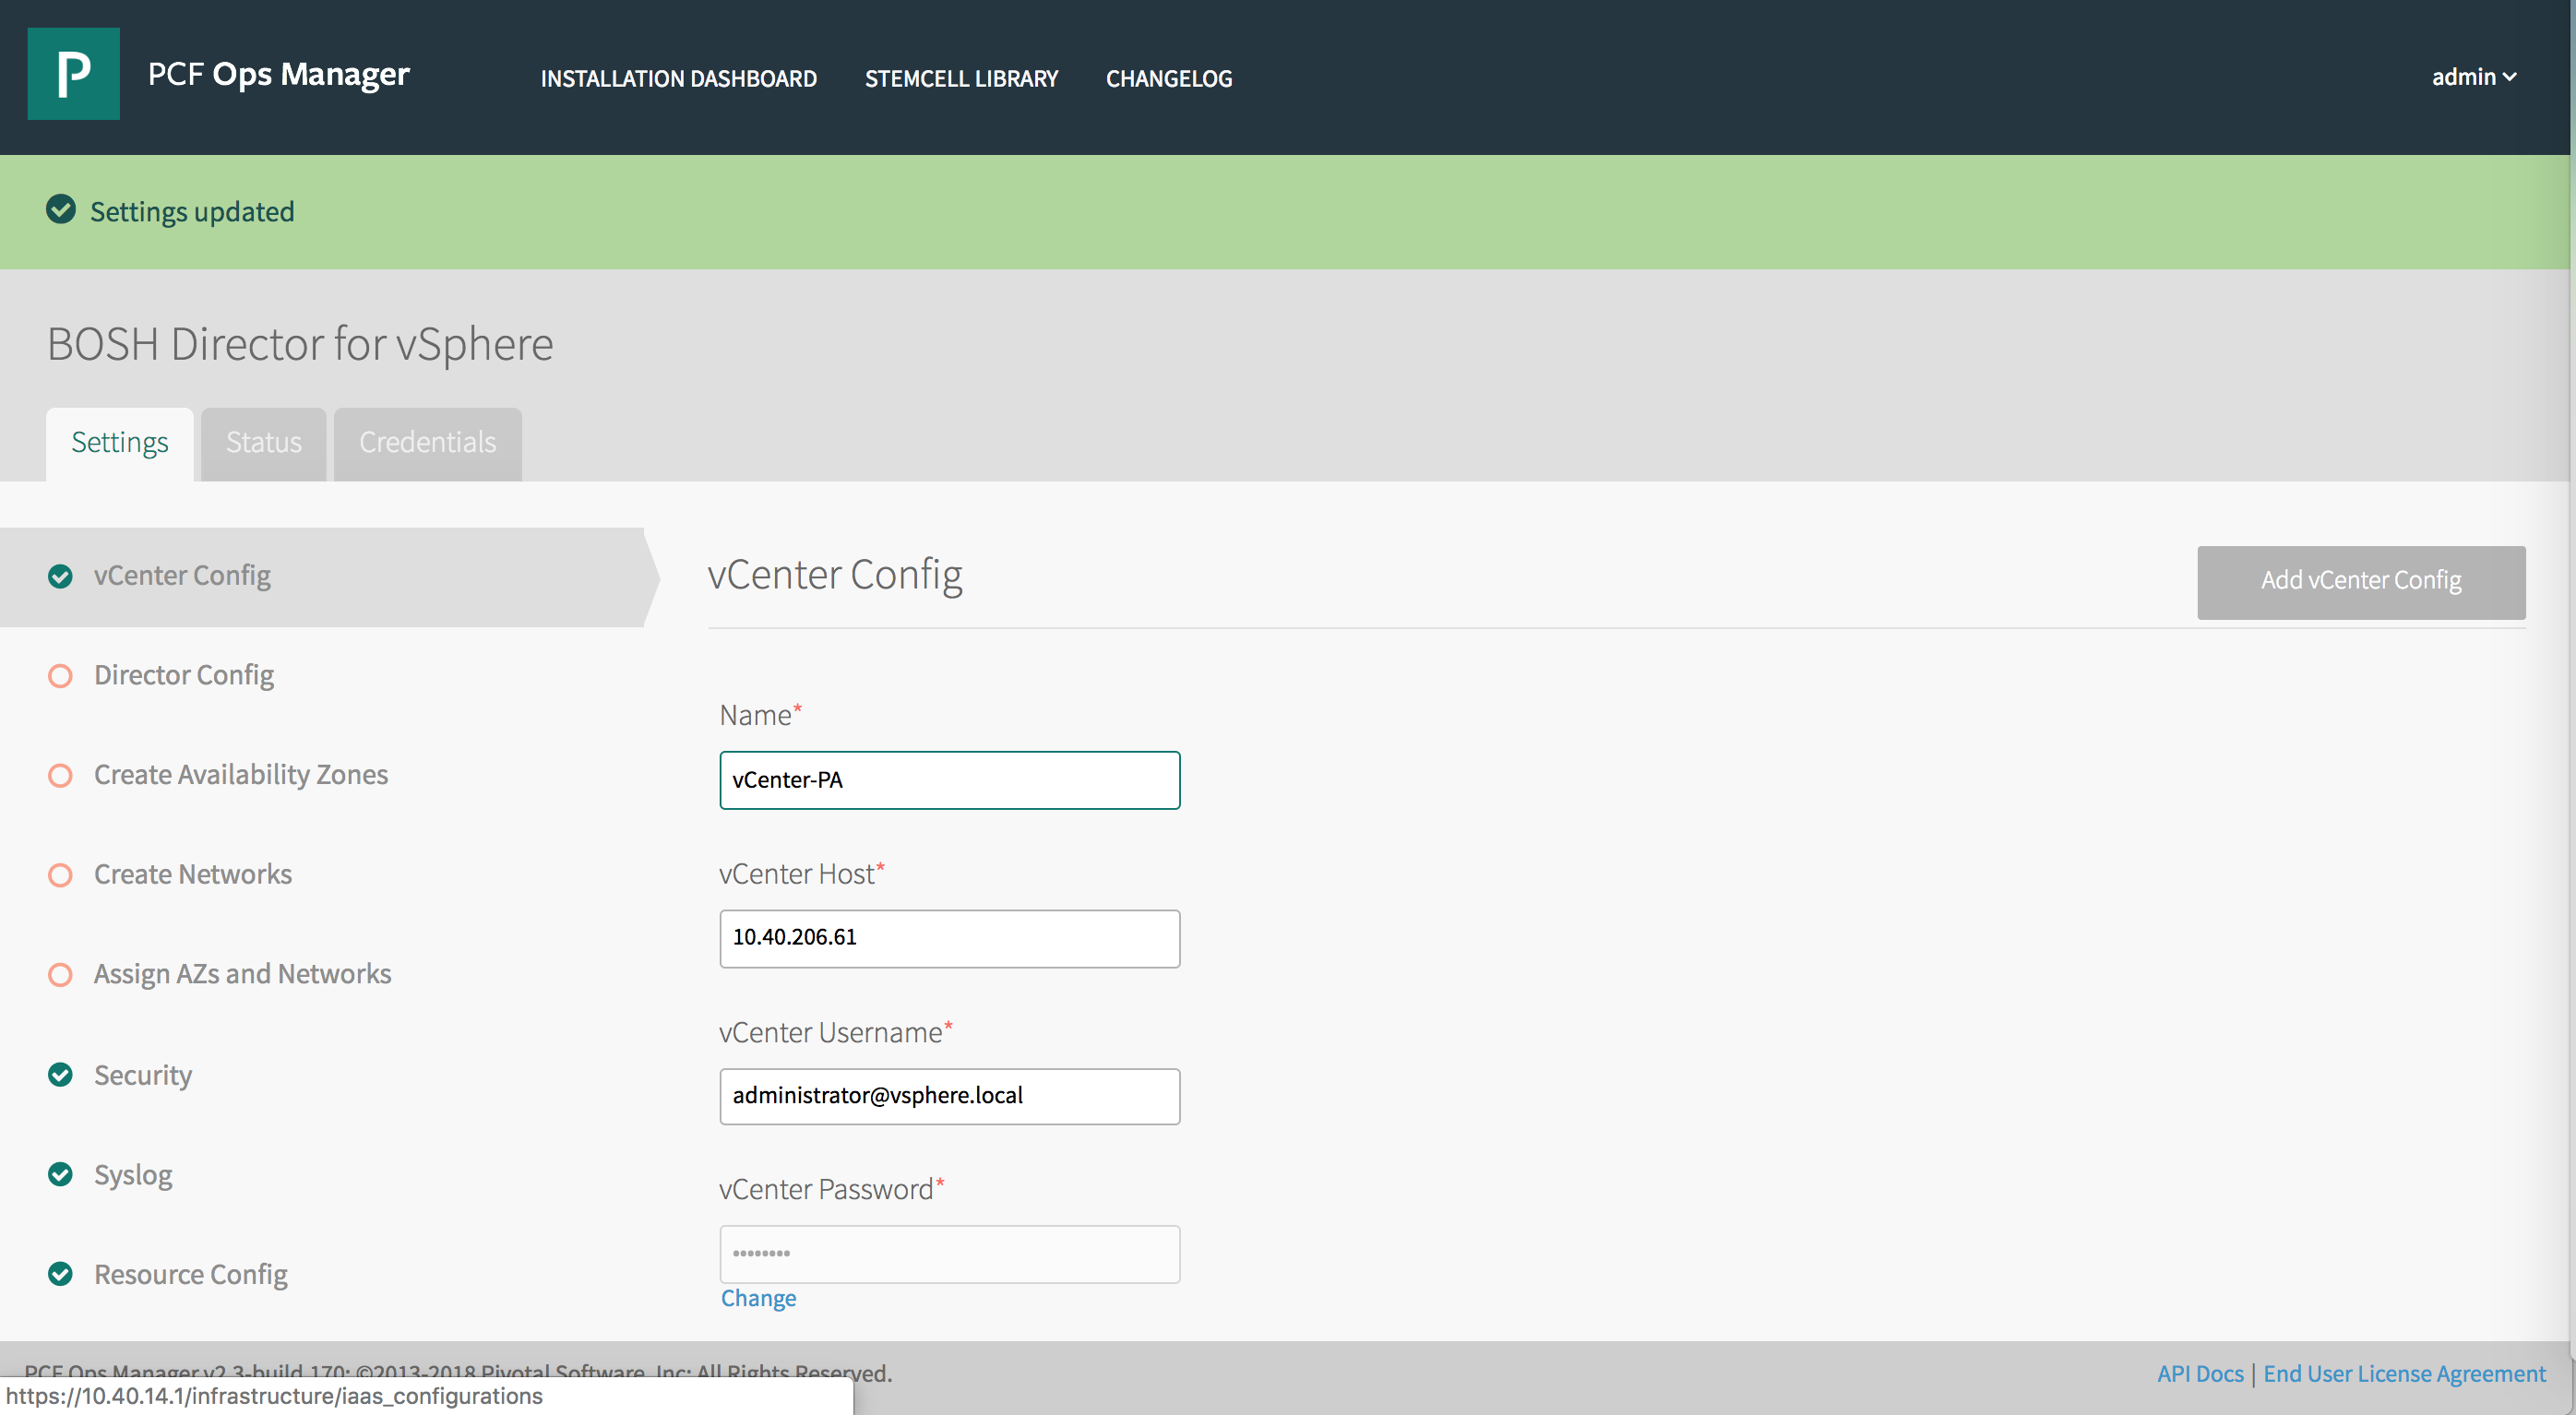 P
PCF Ops Manager
INSTALLATION DASHBOARD
STEMCELL LIBRARY
CHANGELOG
admin
Settings updated
BOSH Director for vSphere
Settings
Status
Credentials
vCenter Config
Director Config
Create Availability Zones
Create Networks
Assign AZs and Networks
Security
Syslog
Resource Config
vCenter Config
Add vCenter Config
Name*
vCenter-PA
vCenter Host*
10.40.206.61
vCenter Username*
administrator@vsphere.local
vCenter Password*
••••••••
Change
PCF Ops Manager v2.3-build.170; ©2013-2018 Pivotal Software, Inc; All Rights Reserved.
API Docs | End User License Agreement
https://10.40.14.1/infrastructure/iaas_configurations